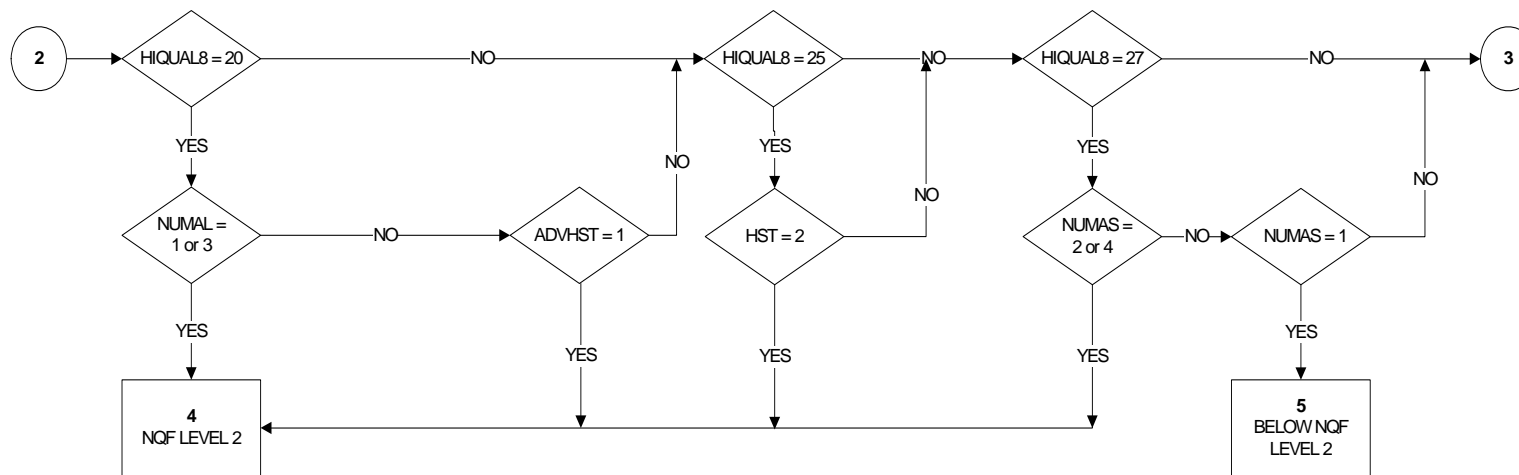 2
HIQUAL8 = 20
NO
HIQUAL8 = 25
NO
HIQUAL8 = 27
NO
3
YES
YES
YES
NO
NO
NO
NUMAL =
1 or 3
NO
ADVHST = 1
HST = 2
NUMAS =
2 or 4
NO
NUMAS = 1
YES
YES
YES
YES
YES
4
NQF LEVEL 2
5
BELOW NQF
LEVEL 2